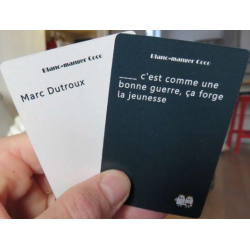 Blanc-manger Coco
Marc Dutroux
Blanc-manger Coco
____ c'est comme une
bonne guerre, ça forge
la jeunesse